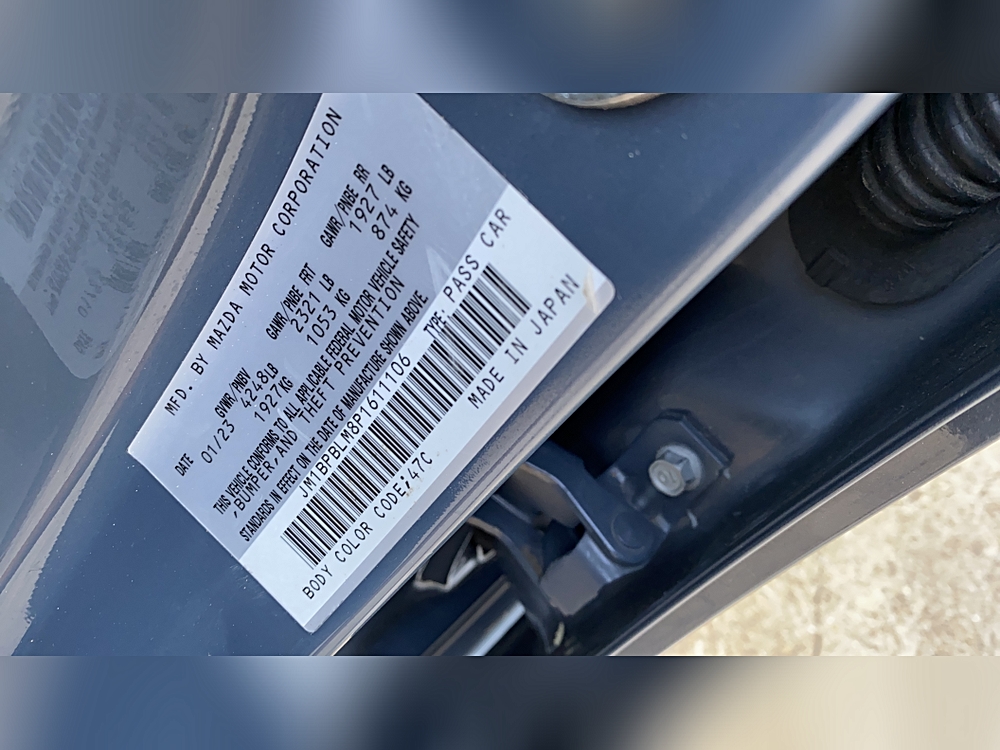 MFD. BY MAZDA MOTOR CORPORATION
DATE GVWR/PNBV GAWR/PNBE FRT GAWR/PNBE RR
01/23 4248LB 2321 LB 1927 LB
1927KG 1053 KG 874 KG
THIS VEHICLE CONFORMS TO ALL APPLICABLE FEDERAL MOTOR VEHICLE SAFETY
,BUMPER,AND THEFT PREVENTION
STANDARDS IN EFFECT ON THE DATE OF MANUFACTURE SHOWN ABOVE
JM1BPBLM8P1611106 TYPE: PASS CAR
BODY COLOR CODE:47C MADE IN JAPAN